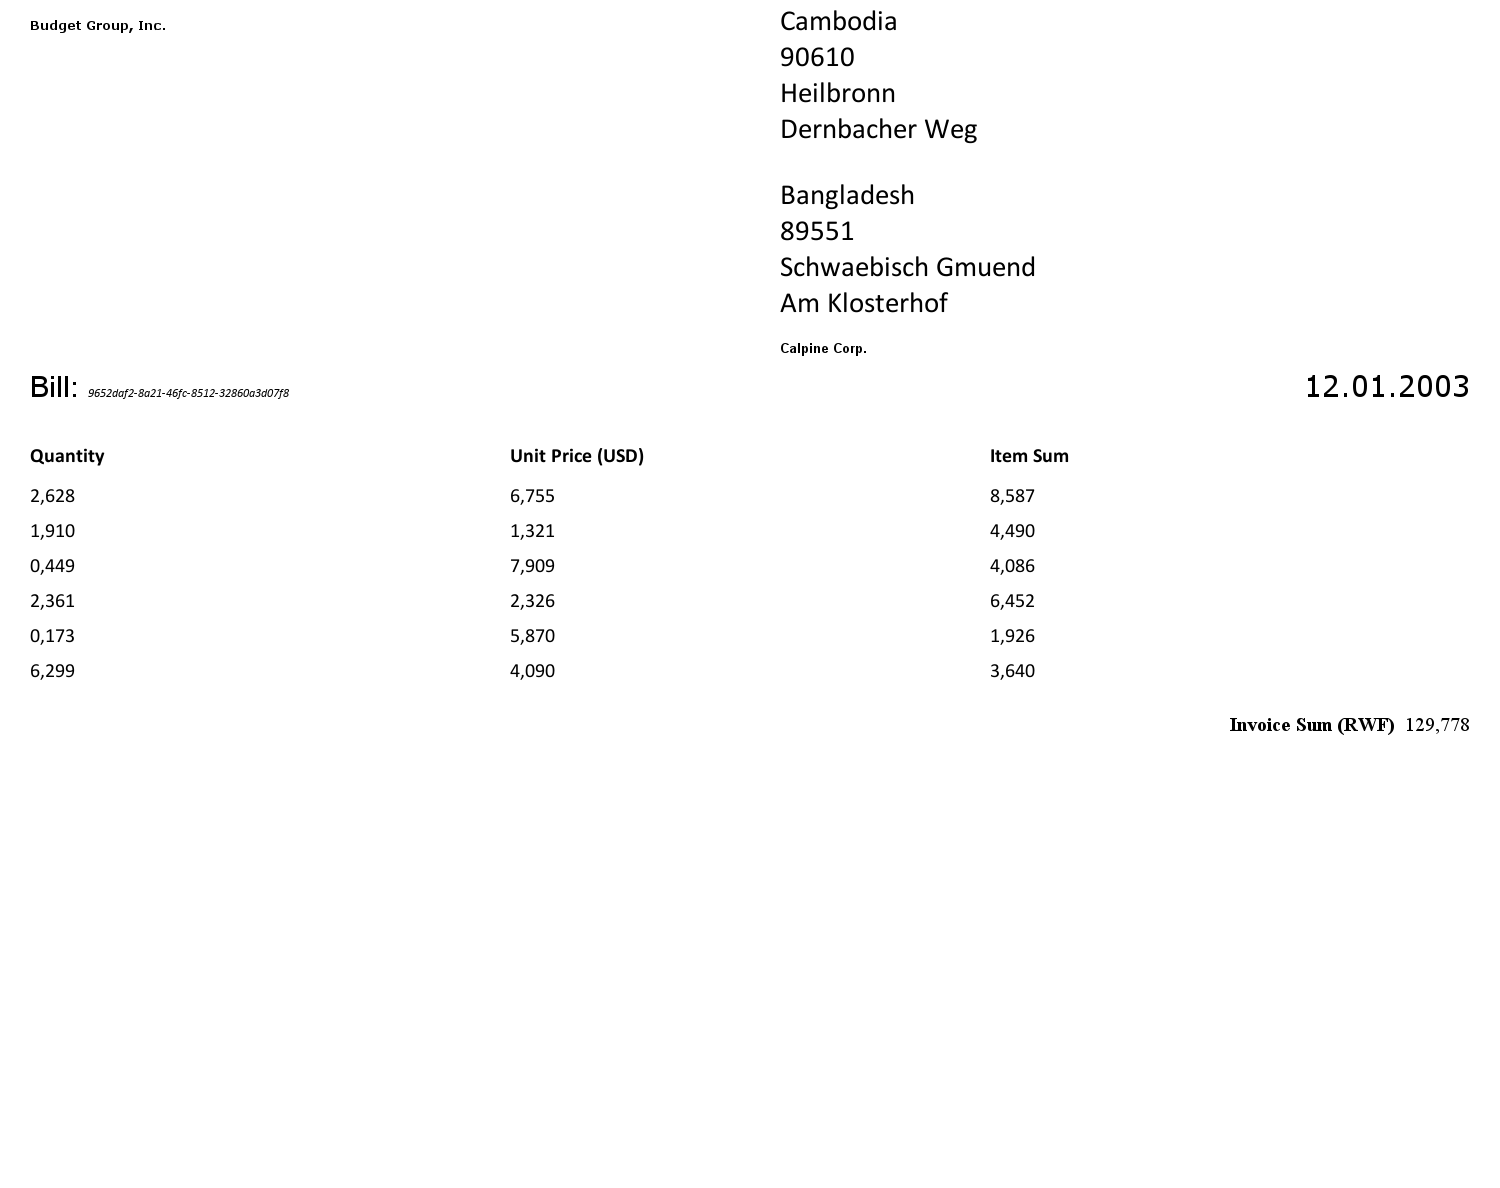 Budget Group, Inc.
Cambodia
90610
Heilbronn
Dernbacher Weg
Bangladesh
89551
Schwaebisch Gmuend
Am Klosterhof
Calpine Corp.
Bill: 9652daf2-8a21-46fc-8512-32860a3d07f8 12.01.2003
Quantity Unit Price (USD) Item Sum
2,628 6,755 8,587
1,910 1,321 4,490
0,449 7,909 4,086
2,361 2,326 6,452
0,173 5,870 1,926
6,299 4,090 3,640
Invoice Sum (RWF) 129,778